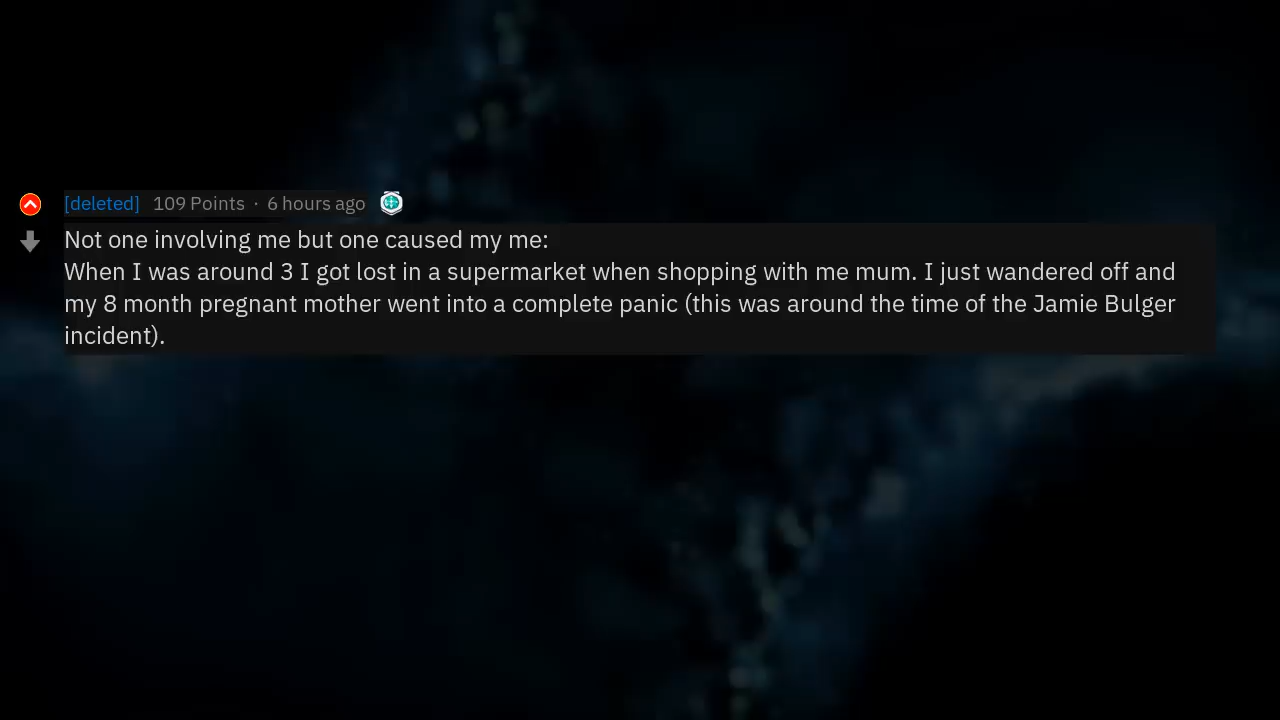 [deleted] 109 Points · 6 hours ago
Not one involving me but one caused my me:
When I was around 3 I got lost in a supermarket when shopping with me mum. I just wandered off and
my 8 month pregnant mother went into a complete panic (this was around the time of the Jamie Bulger
incident).